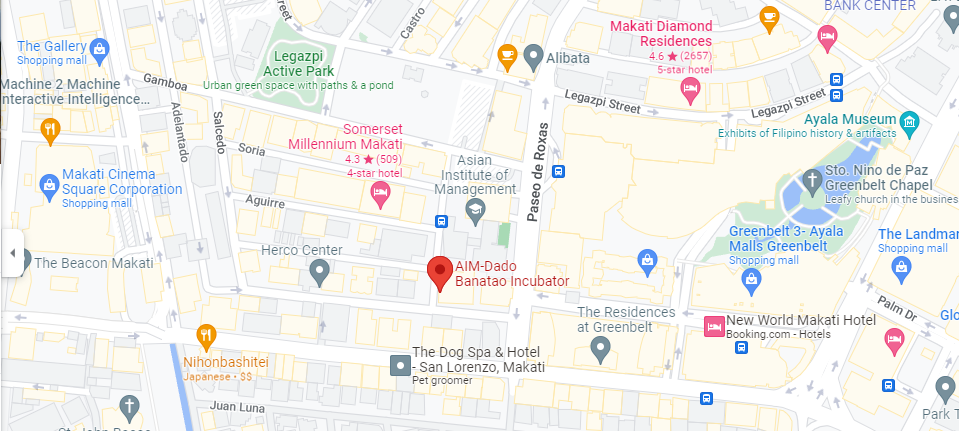 BANK CENTER
Makati Diamond
Residences
4.6 ★ (2657)
5-star hotel
Castro
The Gallery
Shopping mall
Alibata
Legazpi
Active Park
Urban green space with paths & a pond
Gamboa
Machine 2 Machine
Interactive Intelligence...
Legazpi Street
Legazpi Street
Adelantado
Salcedo
Ayala Museum
Exhibits of Filipino history & artifacts
Somerset
Millennium Makati
4.3 ★ (509)
4-star hotel
Soria
Asian
Institute of
Management
Paseo de Roxas
Makati Cinema
Square Corporation
Shopping mall
Sto. Nino de Paz
Greenbelt Chapel
Leafy church in the business
Aguirre
Greenbelt 3- Ayala
Malls Greenbelt
Shopping mall
The Landmar
Shopping mall
Herco Center
The Beacon Makati
AIM-Dado
Banatao Incubator
Palm Dr
Glo
The Residences
at Greenbelt
New World Makati Hotel
Booking.com - Hotels
Nihonbashitei
Japanese • $$
The Dog Spa & Hotel
- San Lorenzo, Makati
Pet groomer
Juan Luna
Park T